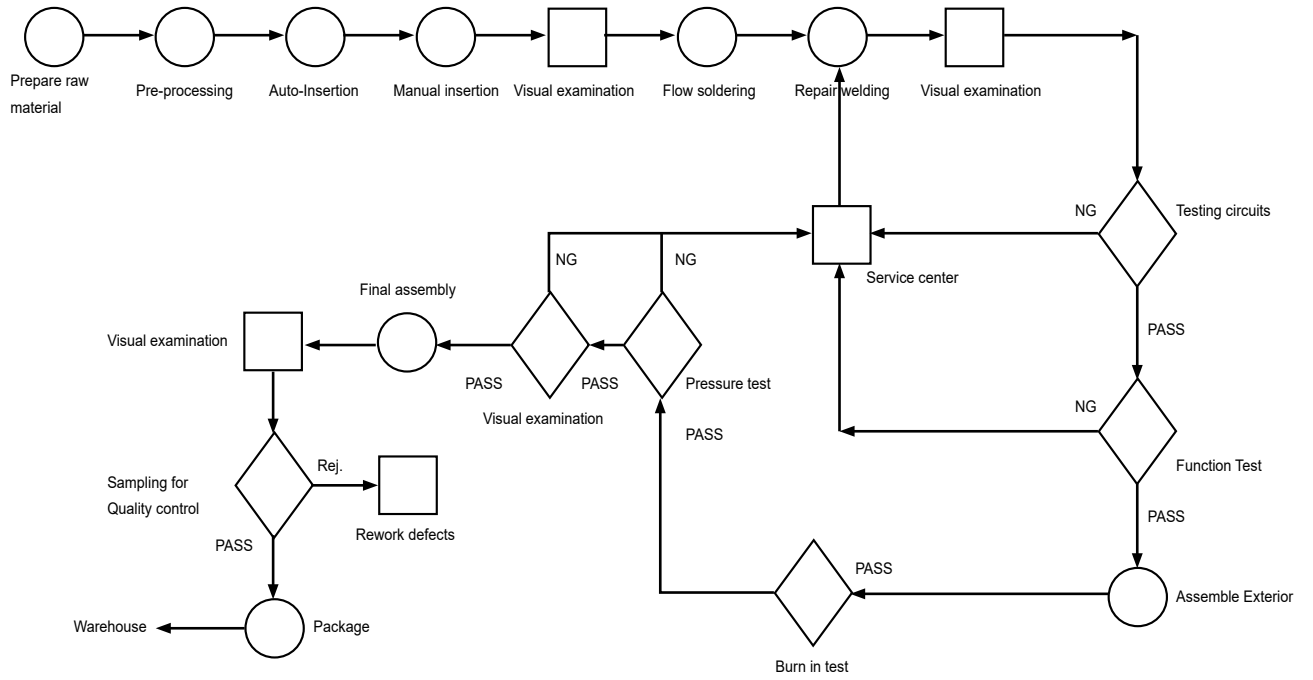 Prepare raw
material
Pre-processing
Auto-Insertion
Manual insertion
Visual examination
Flow soldering
Repair welding
Visual examination
NG
Testing circuits
Service center
PASS
NG
Function Test
PASS
Assemble Exterior
PASS
Burn in test
PASS
NG
Pressure test
PASS
NG
Visual examination
PASS
Final assembly
Visual examination
Sampling for
Quality control
Rej.
Rework defects
PASS
Package
Warehouse